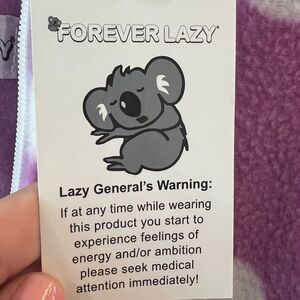 FOREVER LAZY®
Lazy General's Warning:
If at any time while wearing
this product you start to
experience feelings of
energy and/or ambition
please seek medical
attention immediately!